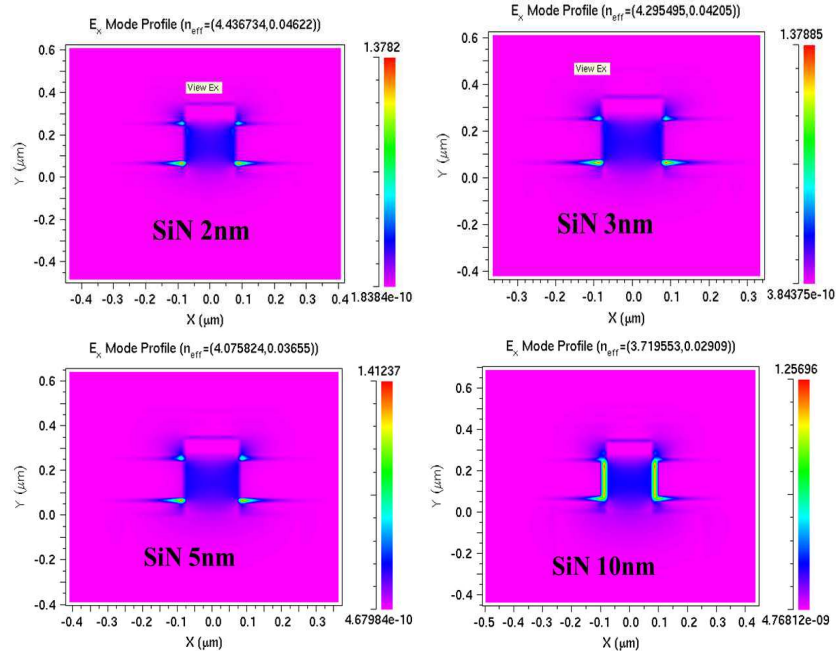 E_x Mode Profile (n_eff=(4.436734,0.04622))
1.3782
View Ex
0.6
0.4
0.2
0.0
-0.2
-0.4
Y (μm)
SiN 2nm
-0.4 -0.3 -0.2 -0.1 0.0 0.1 0.2 0.3 0.4
1.8384e-10
X (μm)
E_x Mode Profile (n_eff=(4.295495,0.04205))
1.37885
View Ex
0.6
0.4
0.2
0.0
-0.2
-0.4
Y (μm)
SiN 3nm
-0.3 -0.2 -0.1 0.0 0.1 0.2 0.3
3.84375e-10
X (μm)
E_x Mode Profile (n_eff=(4.075824,0.03655))
1.41237
0.6
0.4
0.2
0.0
-0.2
-0.4
Y (μm)
SiN 5nm
-0.4 -0.3 -0.2 -0.1 0.0 0.1 0.2 0.3
4.67984e-10
X (μm)
E_x Mode Profile (n_eff=(3.719553,0.02909))
1.25696
0.6
0.4
0.2
0.0
-0.2
-0.4
Y (μm)
SiN 10nm
-0.5 -0.4 -0.3 -0.2 -0.1 0.0 0.1 0.2 0.3 0.4
4.76812e-09
X (μm)